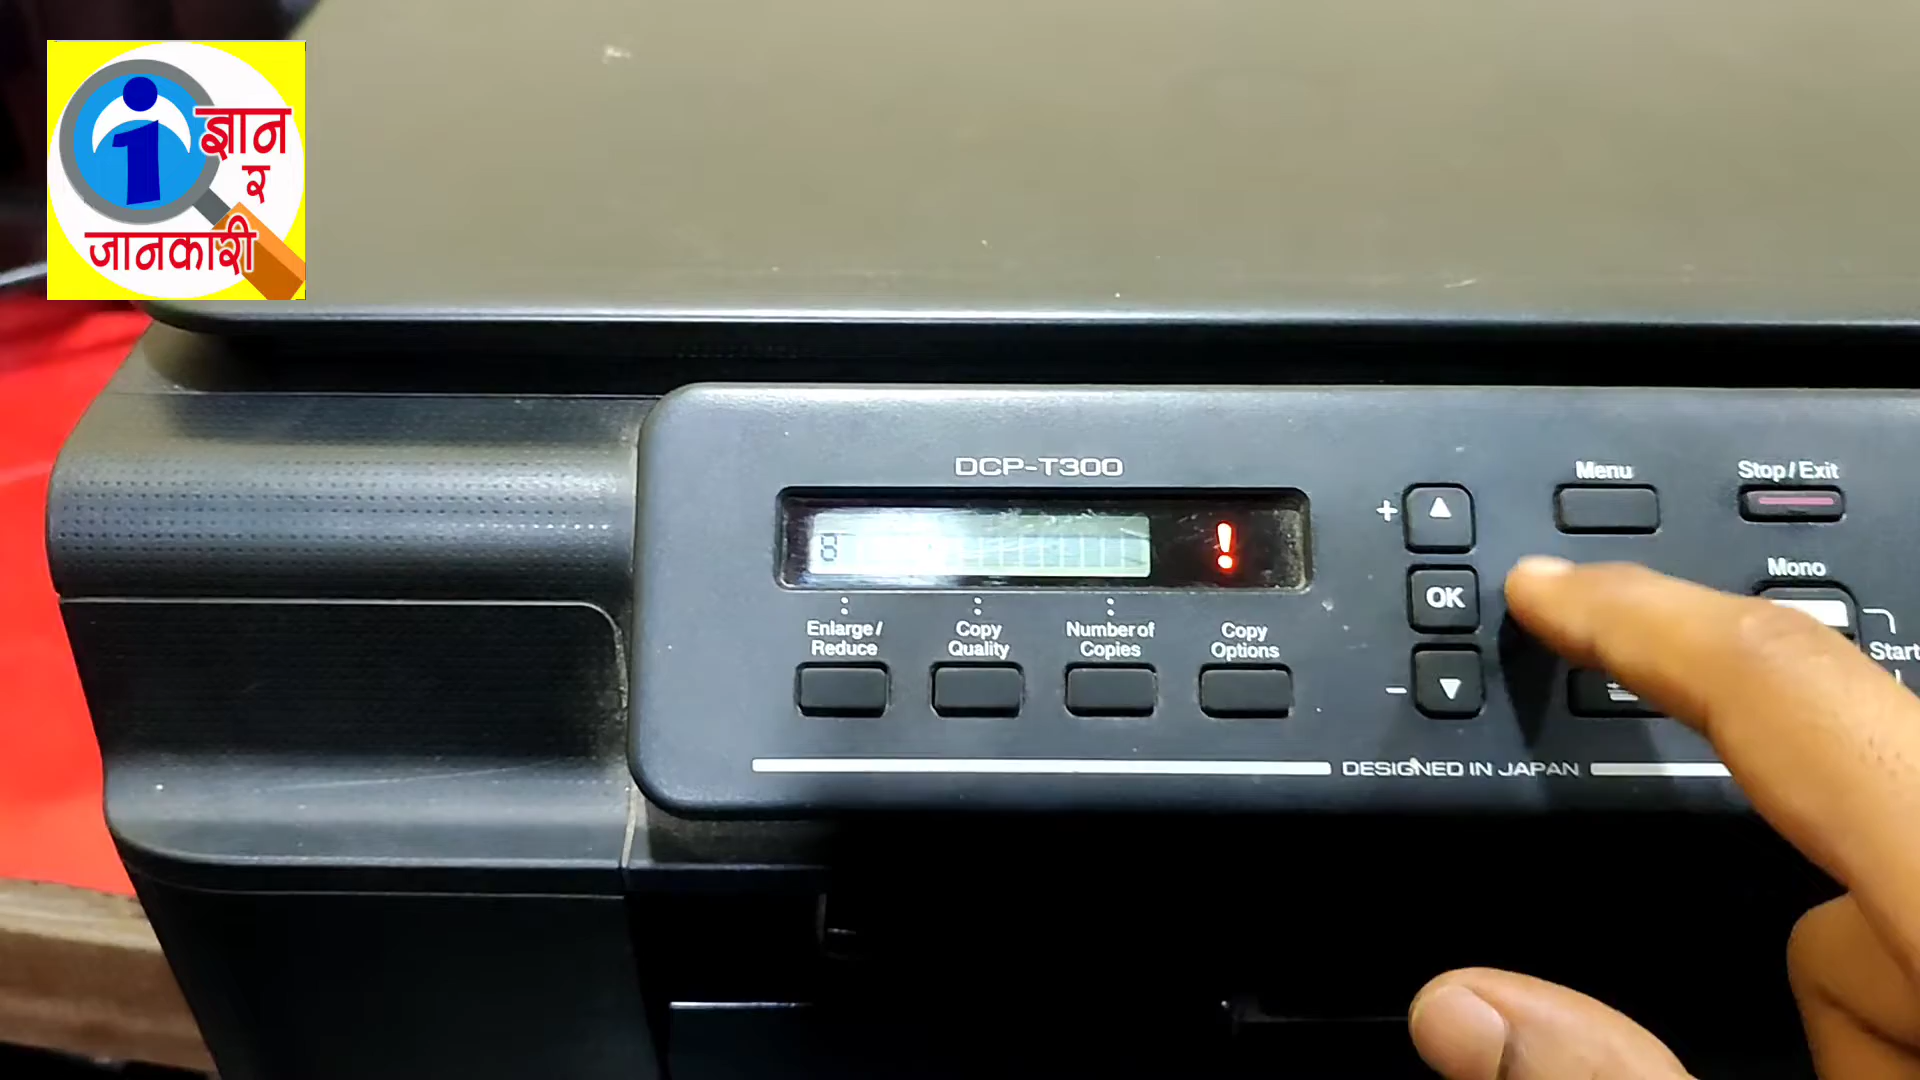 ज्ञान
र
जानकारी
DCP-T300
Menu
Stop/Exit
8
+
OK
Mono
Enlarge/
Reduce
Copy
Quality
Number of
Copies
Copy
Options
Start
-
DESIGNED IN JAPAN